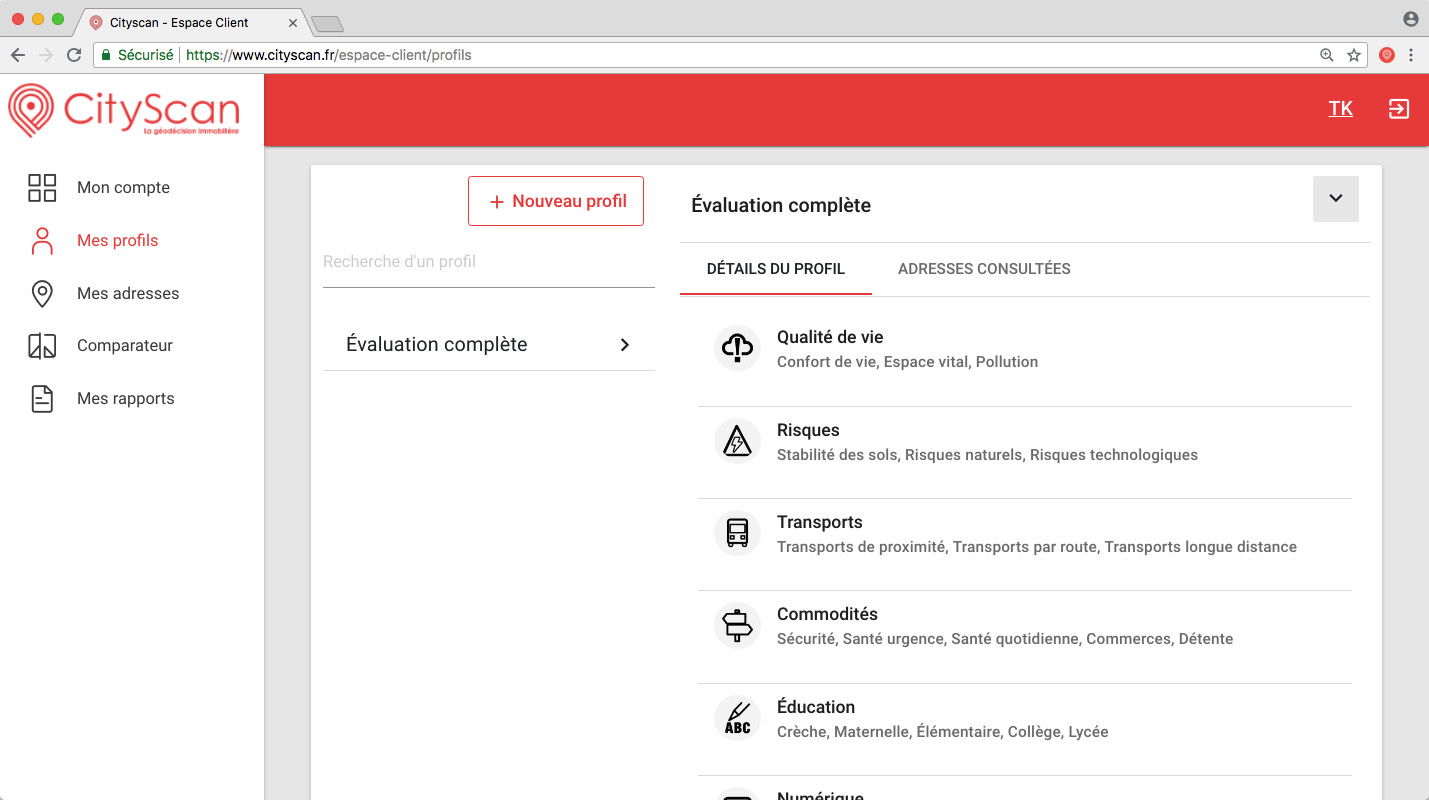 Cityscan - Espace Client
Sécurisé
https://www.cityscan.fr/espace-client/profils
CityScan
La géodécision immobilière
TK
Mon compte
Mes profils
Mes adresses
Comparateur
Mes rapports
+ Nouveau profil
Recherche d'un profil
Évaluation complète
Évaluation complète
DÉTAILS DU PROFIL
ADRESSES CONSULTÉES
Qualité de vie
Confort de vie, Espace vital, Pollution
Risques
Stabilité des sols, Risques naturels, Risques technologiques
Transports
Transports de proximité, Transports par route, Transports longue distance
Commodités
Sécurité, Santé urgence, Santé quotidienne, Commerces, Détente
ABC
Éducation
Crèche, Maternelle, Élémentaire, Collège, Lycée
Numérique